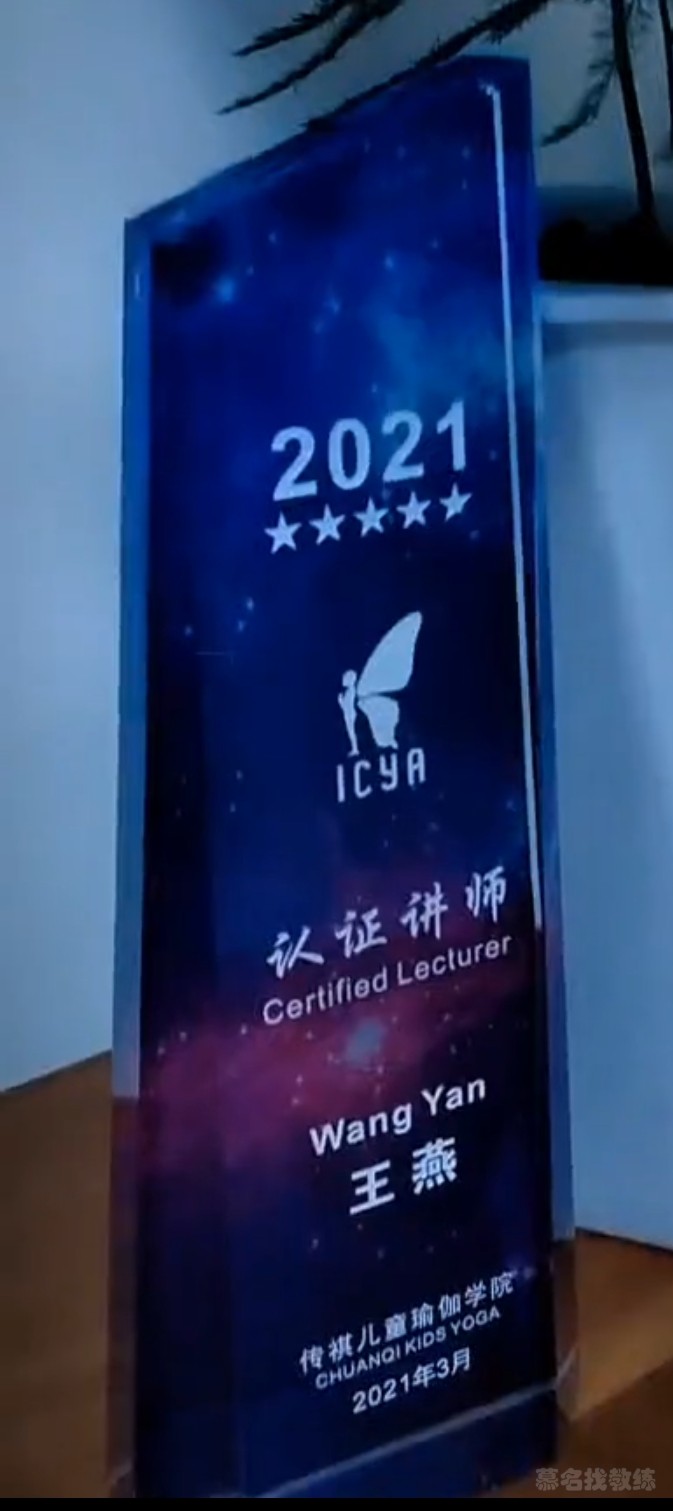 2021
★★★★★
ICYA
认证讲师
Certified Lecturer
Wang Yan
王燕
传祺儿童瑜伽学院
CHUANQI KIDS YOGA
2021年3月
慕名找教练